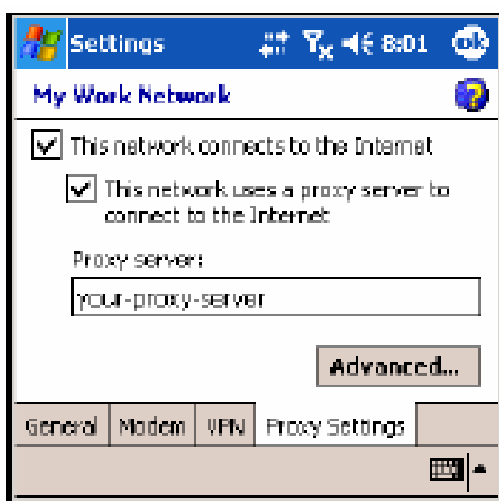 Settings 8:01 ok
My Work Network
This network connects to the Internet
This network uses a proxy server to
connect to the Internet
Proxy server:
your-proxy-server
Advanced...
General Modem VPN Proxy Settings